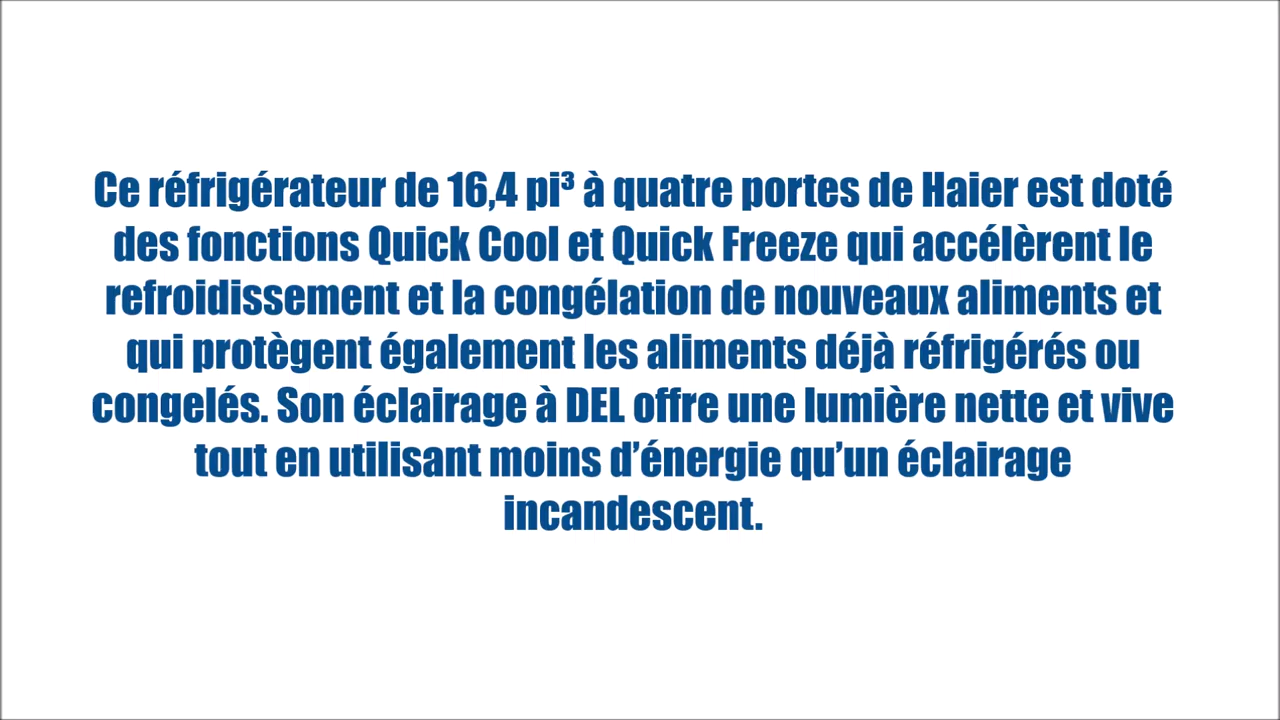 Ce réfrigérateur de 16,4 pi³ à quatre portes de Haier est doté
des fonctions Quick Cool et Quick Freeze qui accélèrent le
refroidissement et la congélation de nouveaux aliments et
qui protègent également les aliments déjà réfrigérés ou
congelés. Son éclairage à DEL offre une lumière nette et vive
tout en utilisant moins d’énergie qu’un éclairage
incandescent.